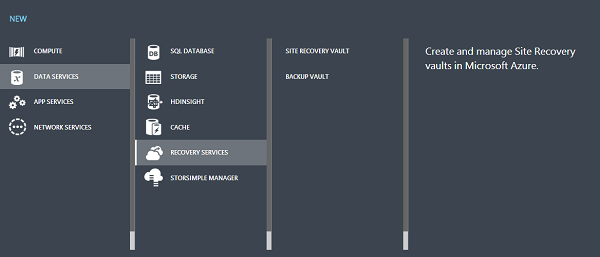 NEW
COMPUTE
DATA SERVICES
APP SERVICES
NETWORK SERVICES
DB
SQL DATABASE
STORAGE
HDINSIGHT
CACHE
RECOVERY SERVICES
STORSIMPLE MANAGER
SITE RECOVERY VAULT
BACKUP VAULT
Create and manage Site Recovery
vaults in Microsoft Azure.